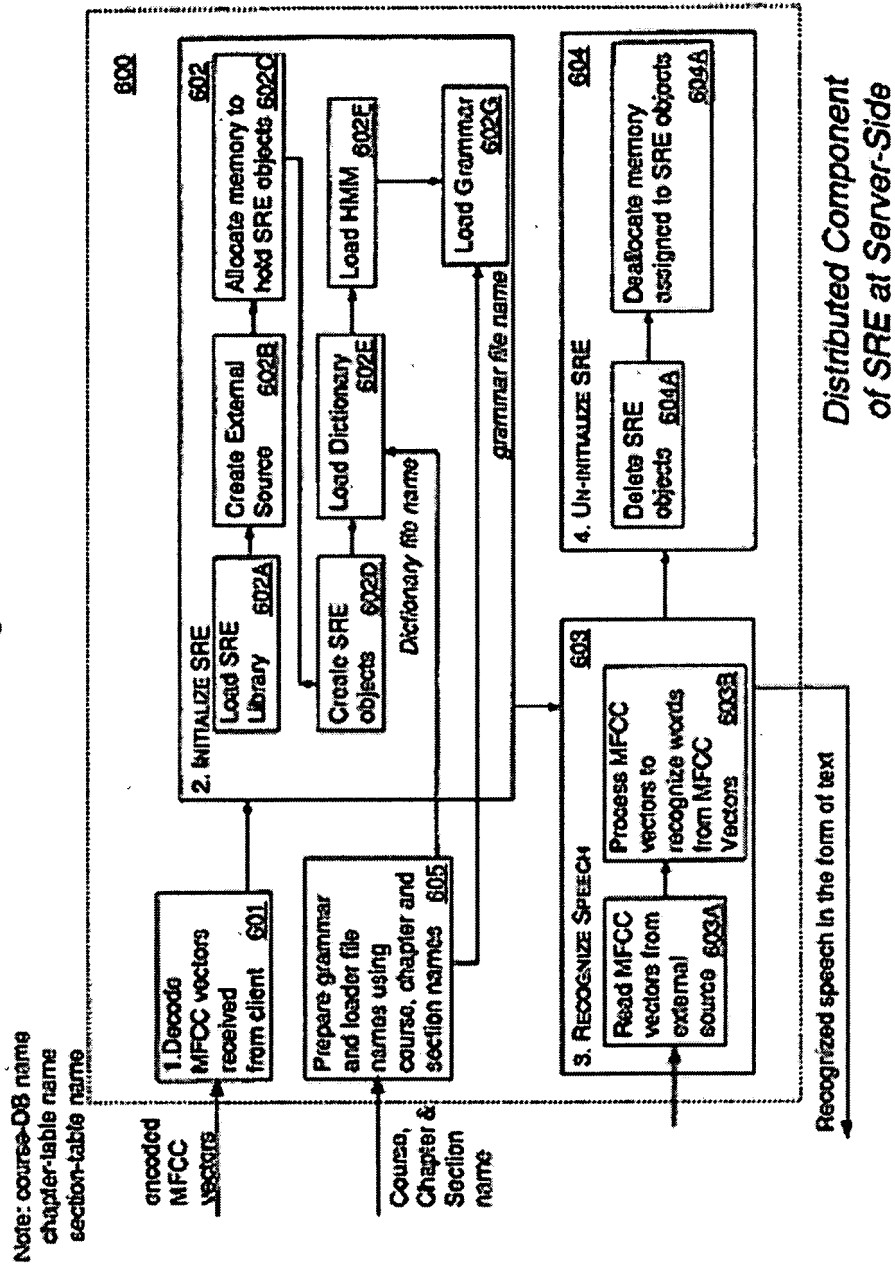 Note: course-DB name
chapter-table name
section-table name
encoded
MFCC
vectors
1.Decode
MFCC vectors
received
from client 601
Course,
Chapter &
Section
name
Prepare grammar
and loader file
names using
course, chapter and
section names 605
600
2. INITIALIZE SRE
602
Load SRE
Library 602A
Create External
Source 602B
Allocate memory to
hold SRE objects 602C
Create SRE
objects 602D
Load Dictionary
602E
Load HMM
602F
Dictionary file name
Load Grammar
602G
grammar file name
3. RECOGNIZE SPEECH
603
Read MFCC
vectors from
external
source 603A
Process MFCC
vectors to
recognize words
from MFCC
Vectors 603B
4. UN-INITIALIZE SRE
604
Delete SRE
objects 604A
Deallocate memory
assigned to SRE objects
604A
Recognized speech in the form of text
Distributed Component
of SRE at Server-Side